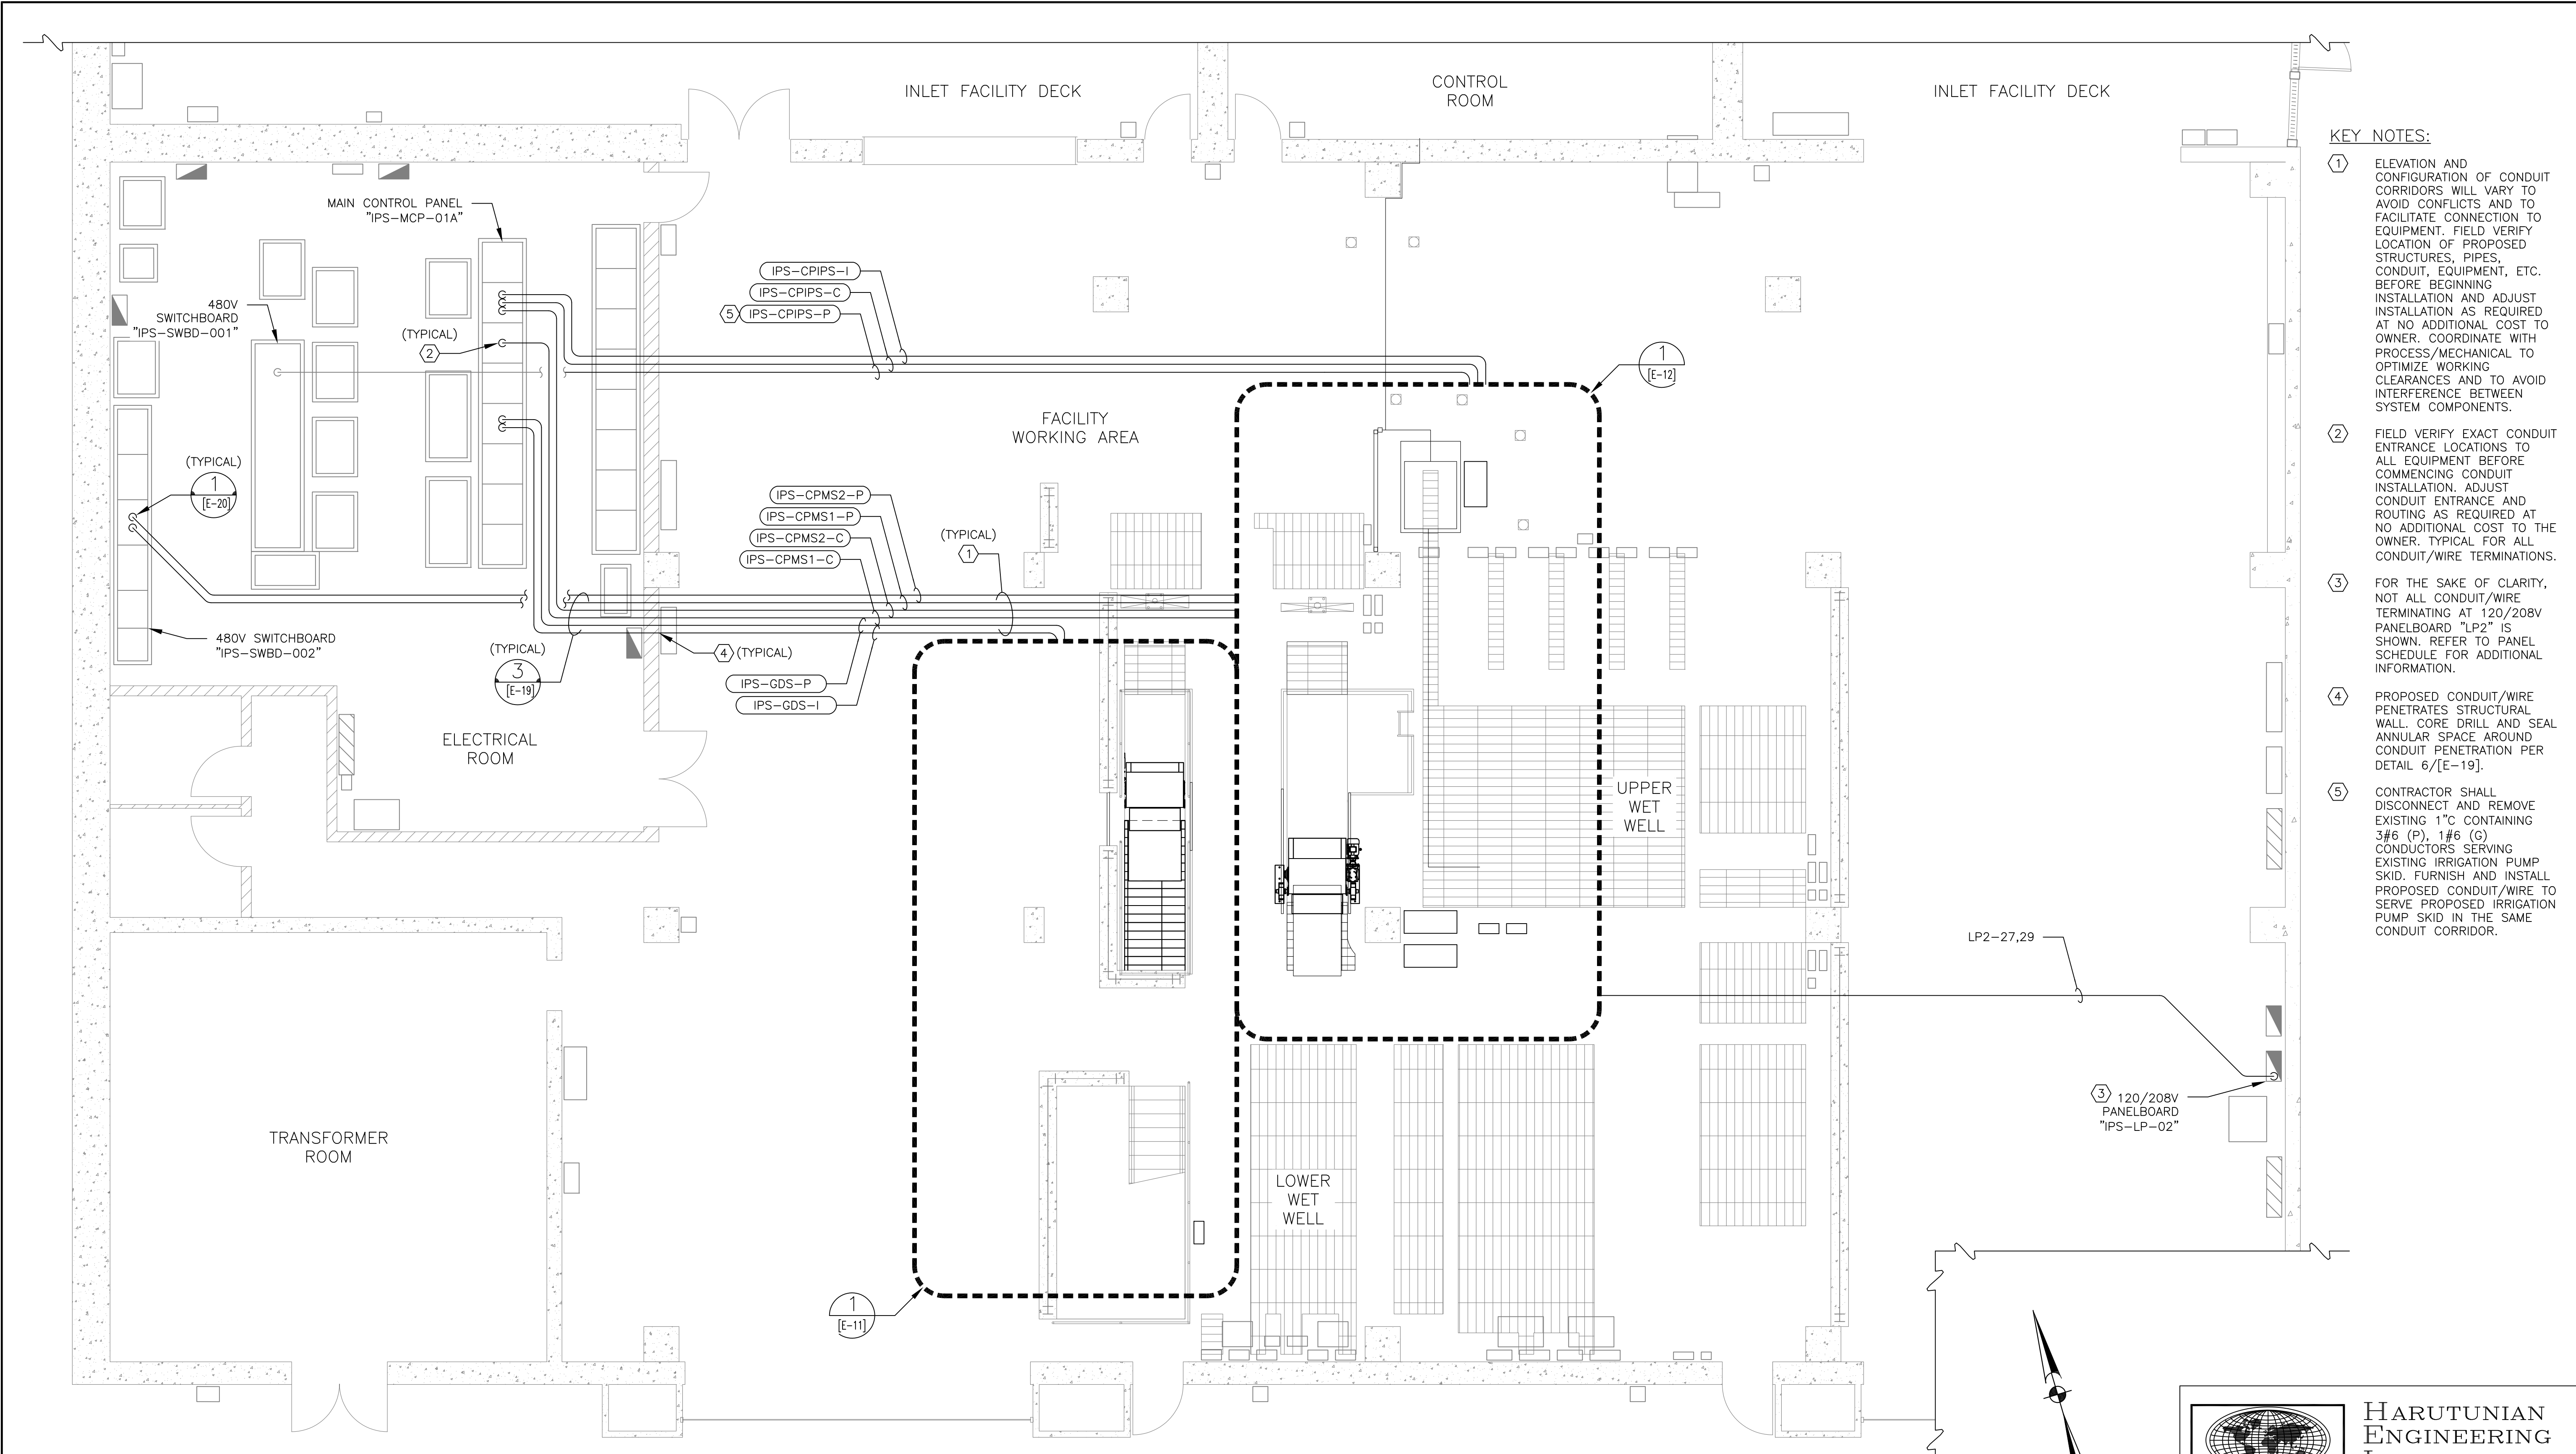 INLET FACILITY DECK
CONTROL
ROOM
INLET FACILITY DECK
MAIN CONTROL PANEL
"IPS-MCP-01A"
480V
SWITCHBOARD
"IPS-SWBD-001"
(TYPICAL)
2
IPS-CPIPS-I
IPS-CPIPS-C
5
IPS-CPIPS-P
1
[E-12]
FACILITY
WORKING AREA
(TYPICAL)
1
[E-20]
IPS-CPMS2-P
IPS-CPMS1-P
IPS-CPMS2-C
IPS-CPMS1-C
(TYPICAL)
1
480V SWITCHBOARD
"IPS-SWBD-002"
(TYPICAL)
3
[E-19]
4
(TYPICAL)
IPS-GDS-P
IPS-GDS-I
ELECTRICAL
ROOM
UPPER
WET
WELL
LP2-27,29
3
120/208V
PANELBOARD
"IPS-LP-02"
TRANSFORMER
ROOM
LOWER
WET
WELL
1
[E-11]
KEY NOTES:
1
ELEVATION AND
CONFIGURATION OF CONDUIT
CORRIDORS WILL VARY TO
AVOID CONFLICTS AND TO
FACILITATE CONNECTION TO
EQUIPMENT. FIELD VERIFY
LOCATION OF PROPOSED
STRUCTURES, PIPES,
CONDUIT, EQUIPMENT, ETC.
BEFORE BEGINNING
INSTALLATION AND ADJUST
INSTALLATION AS REQUIRED
AT NO ADDITIONAL COST TO
OWNER. COORDINATE WITH
PROCESS/MECHANICAL TO
OPTIMIZE WORKING
CLEARANCES AND TO AVOID
INTERFERENCE BETWEEN
SYSTEM COMPONENTS.
2
FIELD VERIFY EXACT CONDUIT
ENTRANCE LOCATIONS TO
ALL EQUIPMENT BEFORE
COMMENCING CONDUIT
INSTALLATION. ADJUST
CONDUIT ENTRANCE AND
ROUTING AS REQUIRED AT
NO ADDITIONAL COST TO THE
OWNER. TYPICAL FOR ALL
CONDUIT/WIRE TERMINATIONS.
3
FOR THE SAKE OF CLARITY,
NOT ALL CONDUIT/WIRE
TERMINATING AT 120/208V
PANELBOARD "LP2" IS
SHOWN. REFER TO PANEL
SCHEDULE FOR ADDITIONAL
INFORMATION.
4
PROPOSED CONDUIT/WIRE
PENETRATES STRUCTURAL
WALL. CORE DRILL AND SEAL
ANNULAR SPACE AROUND
CONDUIT PENETRATION PER
DETAIL 6/[E-19].
5
CONTRACTOR SHALL
DISCONNECT AND REMOVE
EXISTING 1"C CONTAINING
3#6 (P), 1#6 (G)
CONDUCTORS SERVING
EXISTING IRRIGATION PUMP
SKID. FURNISH AND INSTALL
PROPOSED CONDUIT/WIRE TO
SERVE PROPOSED IRRIGATION
PUMP SKID IN THE SAME
CONDUIT CORRIDOR.
HARUTUNIAN
ENGINEERING